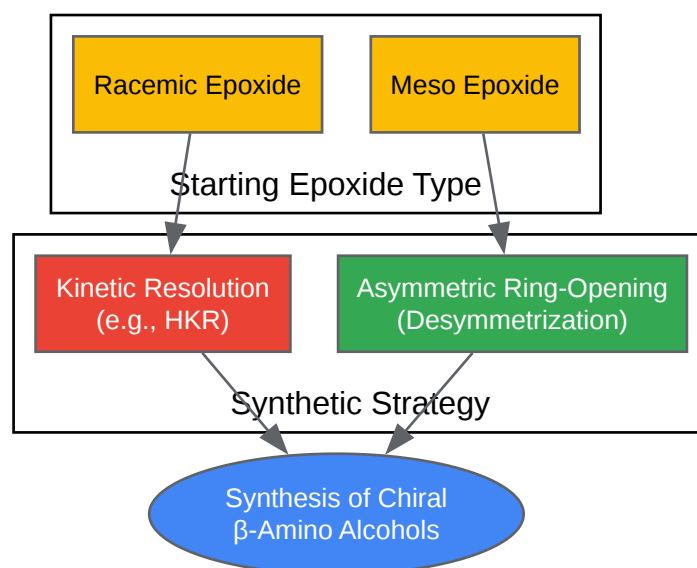 Racemic Epoxide
Meso Epoxide
Starting Epoxide Type
Kinetic Resolution
(e.g., HKR)
Asymmetric Ring-Opening
(Desymmetrization)
Synthetic Strategy
Synthesis of Chiral
β-Amino Alcohols